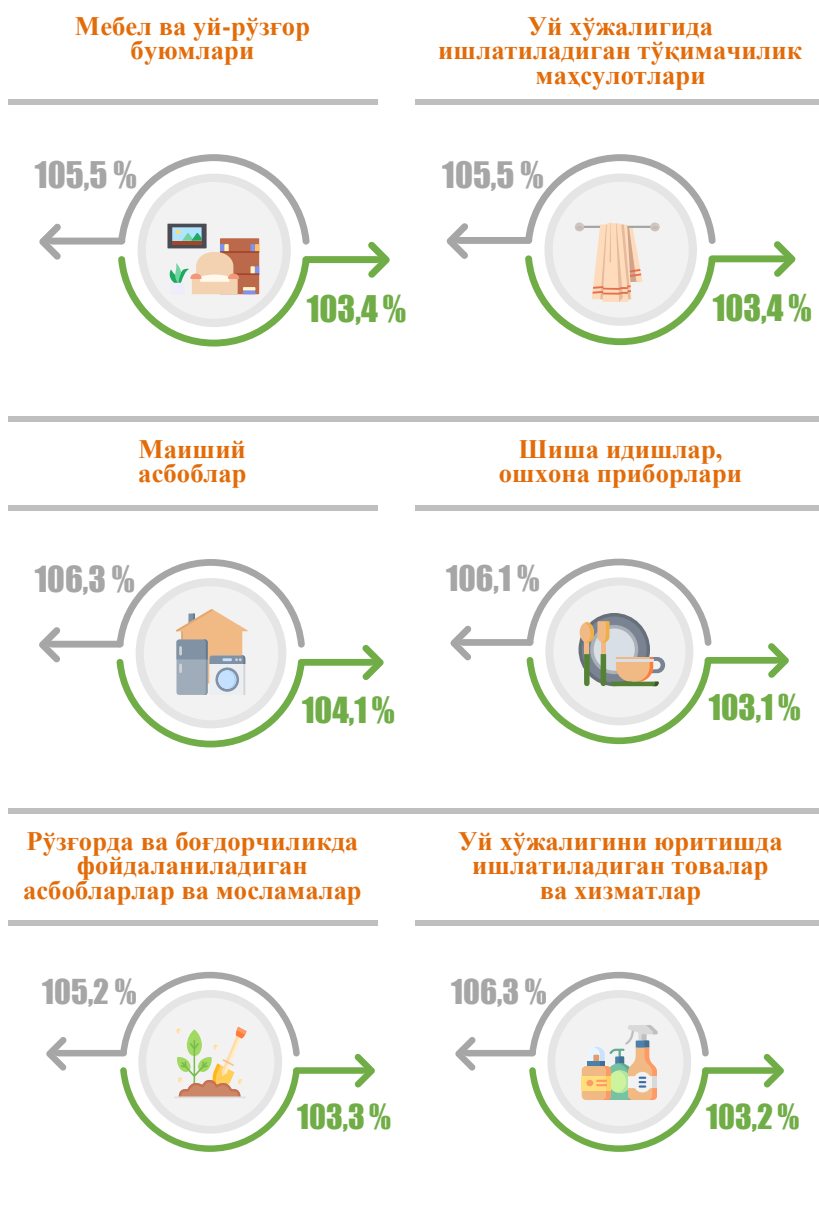 Мебел ва уй-рўзғор
буюмлари
105,5 %
103,4 %
Уй хўжалигида
ишлатиладиган тўқимачилик
маҳсулотлари
105,5 %
103,4 %
Маиший
асбоблар
106,3 %
104,1 %
Шиша идишлар,
ошхона приборлари
106,1 %
103,1 %
Рўзғорда ва боғдорчиликда
фойдаланиладиган
асбобларлар ва мосламалар
105,2 %
103,3 %
Уй хўжалигини юритишда
ишлатиладиган товалар
ва хизматлар
106,3 %
103,2 %